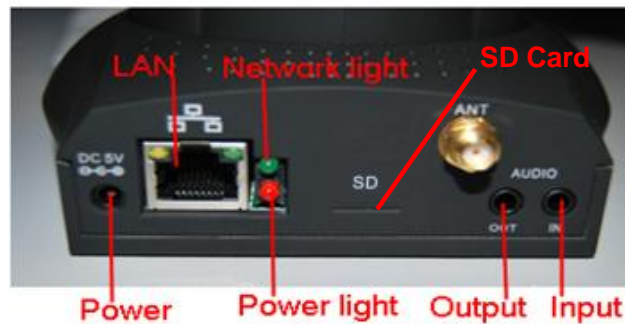 SD Card
LAN Network light
ANT
DC 5V
SD
AUDIO
OUT IN
Power Power light Output Input